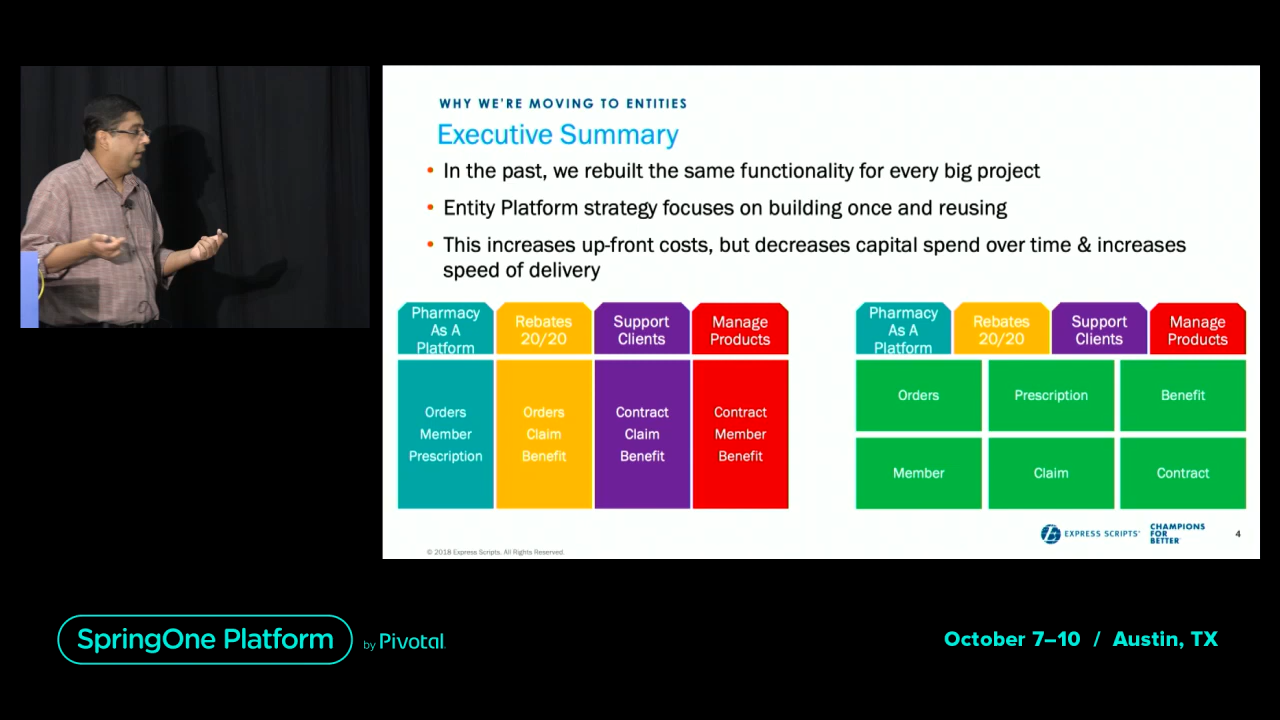 WHY WE'RE MOVING TO ENTITIES
Executive Summary
• In the past, we rebuilt the same functionality for every big project
• Entity Platform strategy focuses on building once and reusing
• This increases up-front costs, but decreases capital spend over time & increases
speed of delivery
Pharmacy
As A
Platform
Rebates
20/20
Support
Clients
Manage
Products
Orders
Member
Prescription
Orders
Claim
Benefit
Contract
Claim
Benefit
Contract
Member
Benefit
Pharmacy
As A
Platform
Rebates
20/20
Support
Clients
Manage
Products
Orders
Prescription
Benefit
Member
Claim
Contract
EXPRESS SCRIPTS®
CHAMPIONS
FOR
BETTER
4
© 2018 Express Scripts. All Rights Reserved.
SpringOne Platform
by Pivotal
October 7–10 / Austin, TX